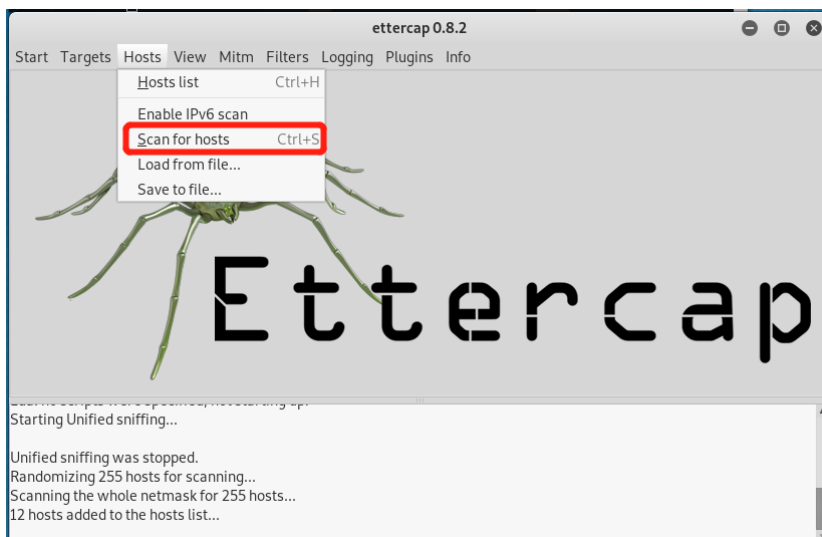 ettercap 0.8.2
Start Targets Hosts View Mitm Filters Logging Plugins Info
Hosts list Ctrl+H
Enable IPv6 scan
Scan for hosts Ctrl+S
Load from file...
Save to file...
Ettercap
Starting Unified sniffing...
Unified sniffing was stopped.
Randomizing 255 hosts for scanning...
Scanning the whole netmask for 255 hosts...
12 hosts added to the hosts list...